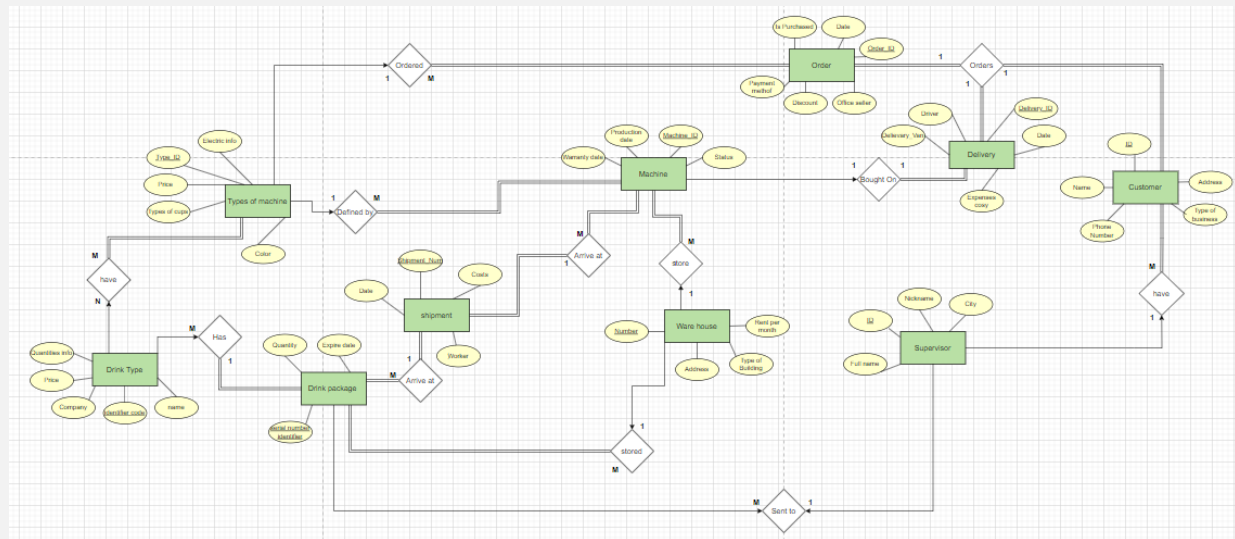 Is Purchased
Date
Order_ID
Ordered
1
M
Order
1
Orders
1
1
Payment
methof
Discount
Office seller
Driver
Delivery_ID
Delievery_Van
Date
Delivery
Expenses
cosy
Electric info
Type_ID
Price
Types of cups
Types of machine
Color
Production
date
Machine_ID
Warranty date
Status
Machine
1
Defined by
M
1
Bought On
1
ID
Name
Address
Customer
Phone
Number
Type of
business
M
have
N
M
Arrive at
1
M
store
1
Shipment_Num
Costs
Date
shipment
Worker
Number
Ware house
Rent per
month
Address
Type of
Building
M
have
1
Nickname
City
ID
Full name
Supervisor
M
Has
1
Quantities info
Drink Type
Price
Company
Identifier code
name
Quantity
Expire date
Drink package
Serial number
Identifier
1
Arrive at
M
1
stored
M
M
Sent to
1